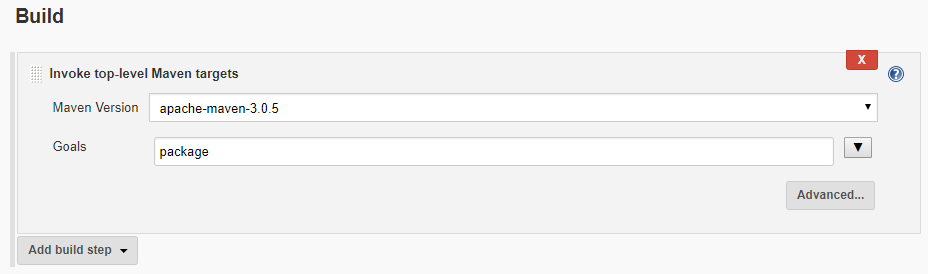 Build
Invoke top-level Maven targets
X
?
Maven Version
apache-maven-3.0.5
Goals
package
Advanced...
Add build step